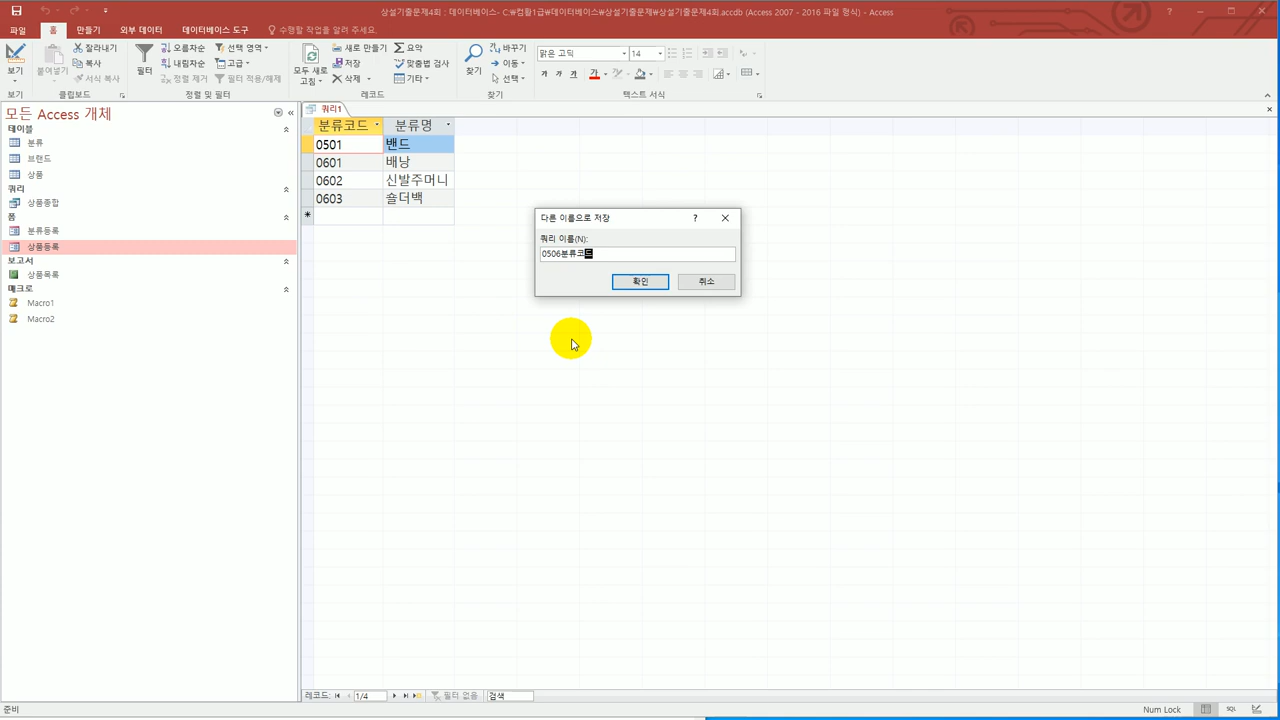 상설기출문제4회 : 데이터베이스- C:₩컴활1급₩데이터베이스₩상설기출문제₩상설기출문제4회.accdb (Access 2007 - 2016 파일 형식) - Access
파일 홈 만들기 외부 데이터 데이터베이스 도구 수행할 작업을 알려 주세요.
보기
붙여넣기
잘라내기
복사
서식 복사
필터
오름차순
내림차순
정렬 제거
선택 영역
고급
필터 적용/해제
모두 새로 고침
새로 만들기
저장
삭제
요약
맞춤법 검사
기타
찾기
바꾸기
이동
선택
맑은 고딕 14
가 가 가 가
보기 클립보드 정렬 및 필터 레코드 찾기 텍스트 서식
모든 Access 개체
테이블
분류
브랜드
상품
쿼리
상품종합
폼
분류등록
상품등록
보고서
상품목록
매크로
Macro1
Macro2
쿼리1
분류코드 분류명
0501 밴드
0601 배낭
0602 신발주머니
0603 숄더백
*
다른 이름으로 저장 ?
쿼리 이름(N):
0506분류코드
확인 취소
레코드: 1/4 필터 없음 검색
준비 Num Lock SQL